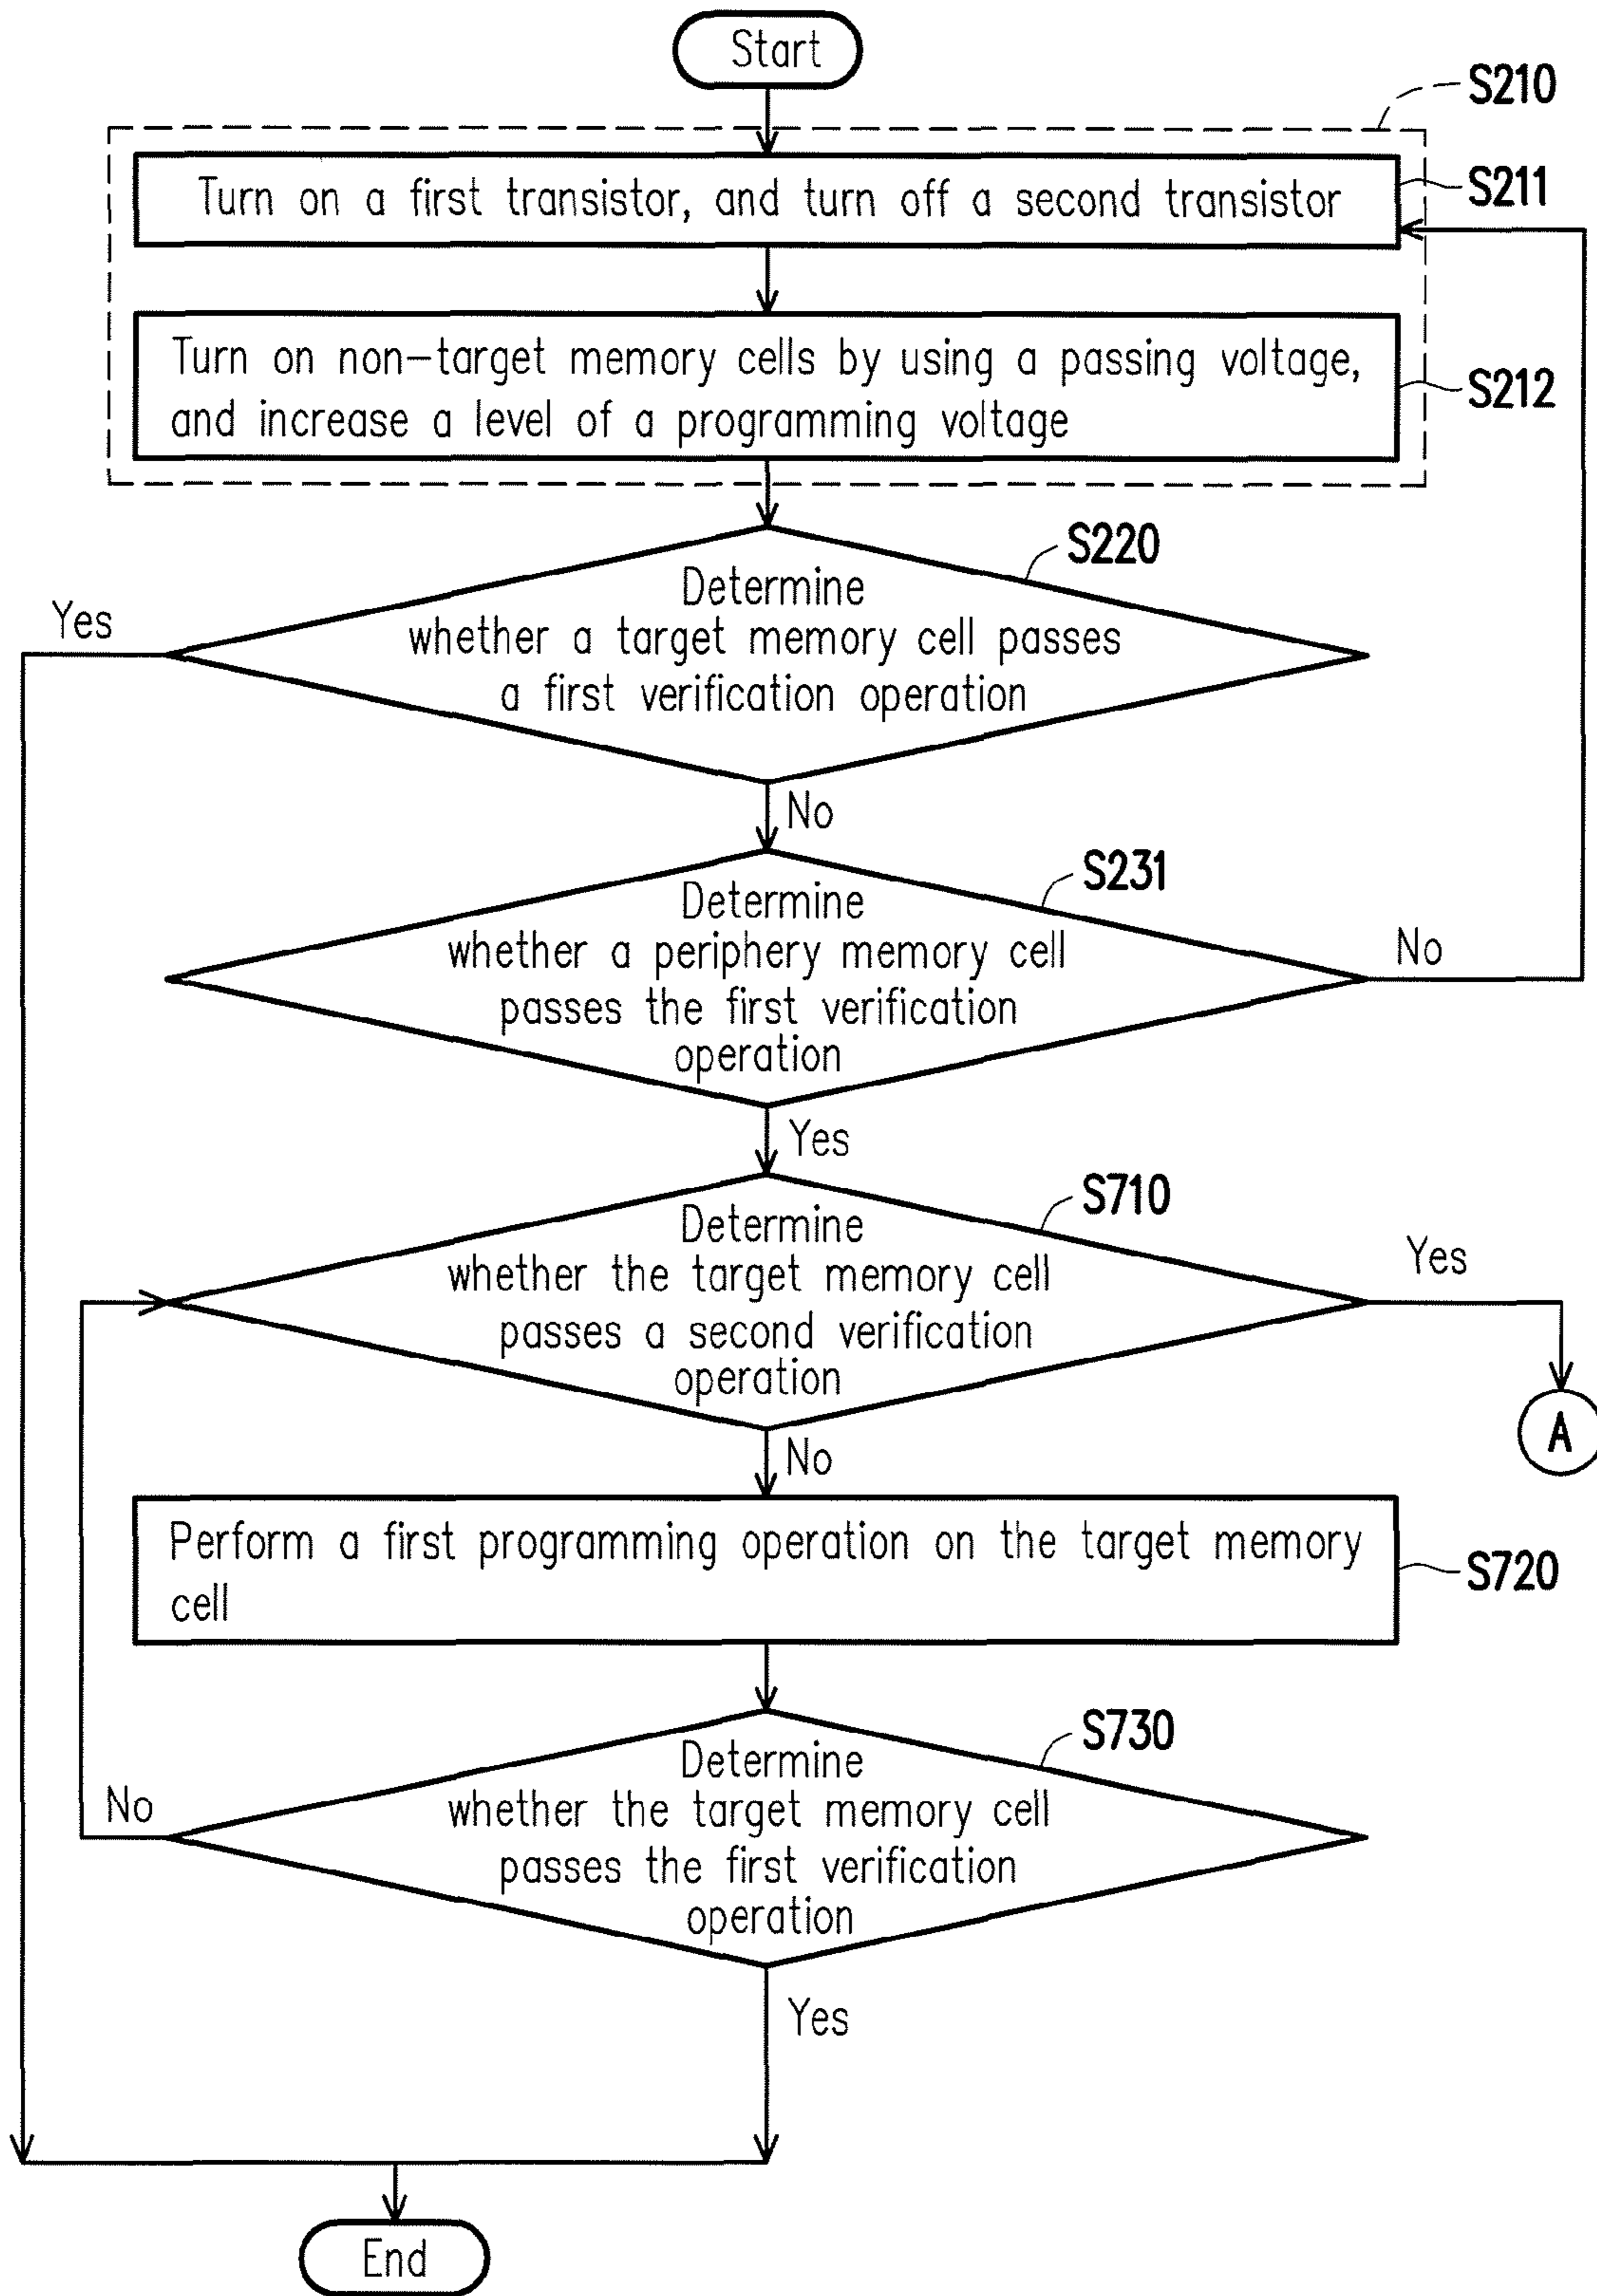 Start
S210
Turn on a first transistor, and turn off a second transistor
S211
Turn on non-target memory cells by using a passing voltage,
and increase a level of a programming voltage
S212
S220
Determine
whether a target memory cell passes
a first verification operation
Yes
No
S231
Determine
whether a periphery memory cell
passes the first verification
operation
No
Yes
S710
Determine
whether the target memory cell
passes a second verification
operation
Yes
A
No
Perform a first programming operation on the target memory
cell
S720
S730
Determine
whether the target memory cell
passes the first verification
operation
No
Yes
End